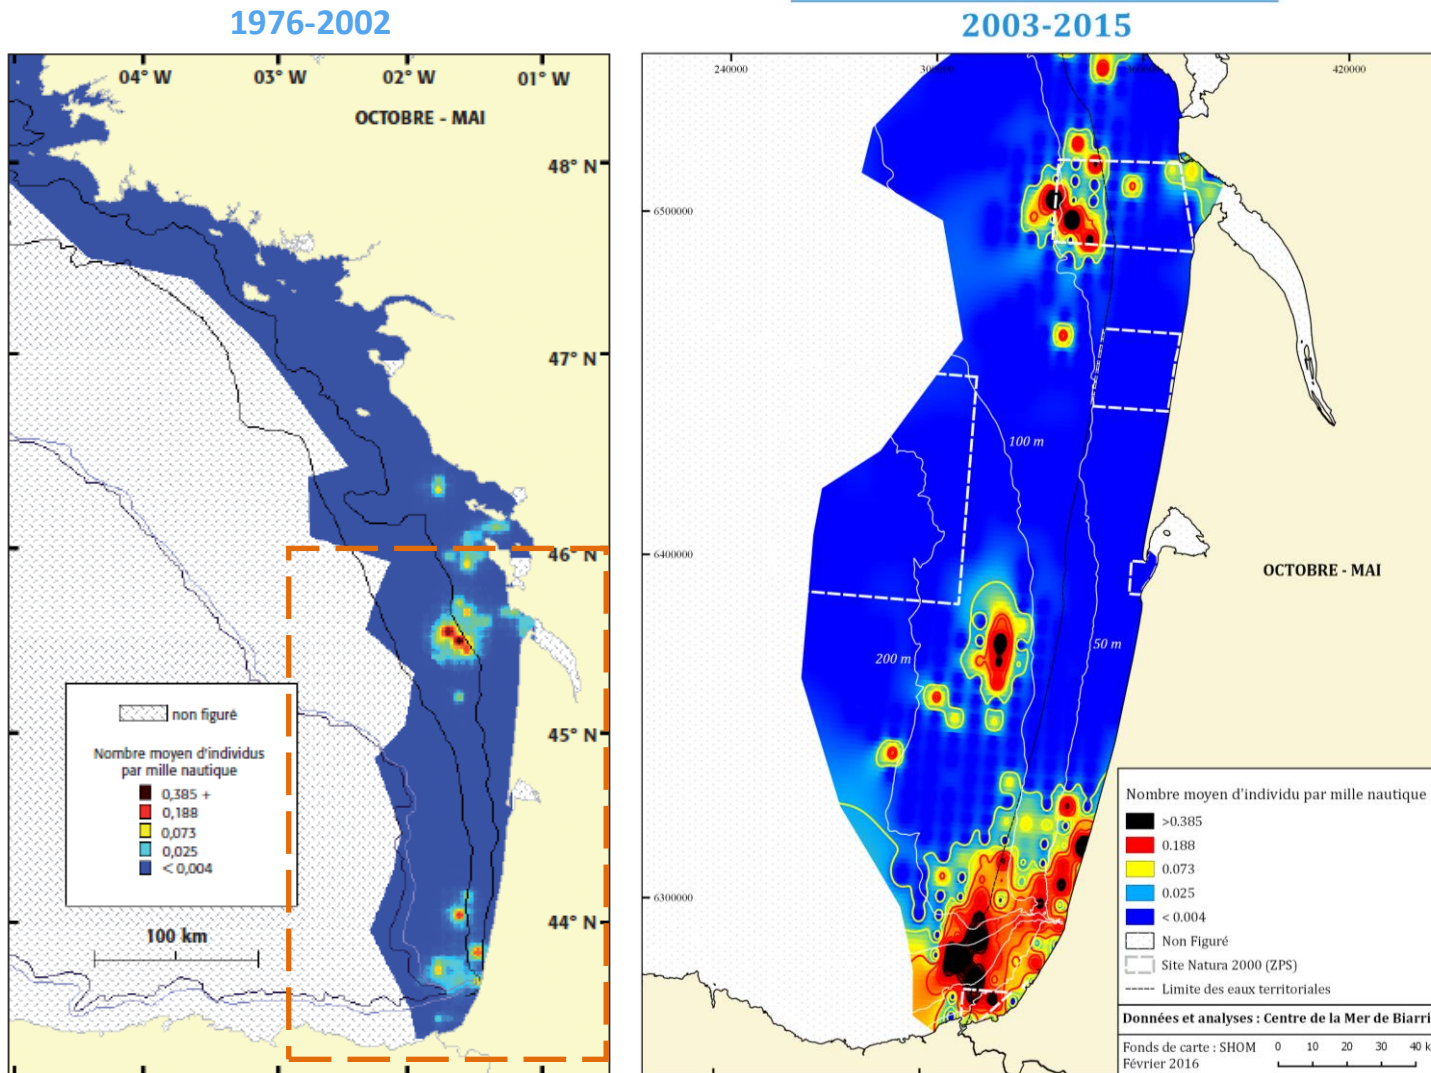 1976-2002
04° W
03° W
02° W
01° W
OCTOBRE - MAI
48° N
47° N
46° N
45° N
44° N
non figuré
Nombre moyen d'individus
par mille nautique
0,385 +
0,188
0,073
0,025
< 0,004
100 km
2003-2015
240000
420000
6500000
6400000
6300000
100 m
200 m
50 m
OCTOBRE - MAI
Nombre moyen d'individu par mille nautique
>0.385
0.188
0.073
0.025
< 0.004
Non Figuré
Site Natura 2000 (ZPS)
Limite des eaux territoriales
Données et analyses : Centre de la Mer de Biarri
Fonds de carte : SHOM
Février 2016
0 10 20 30 40 k